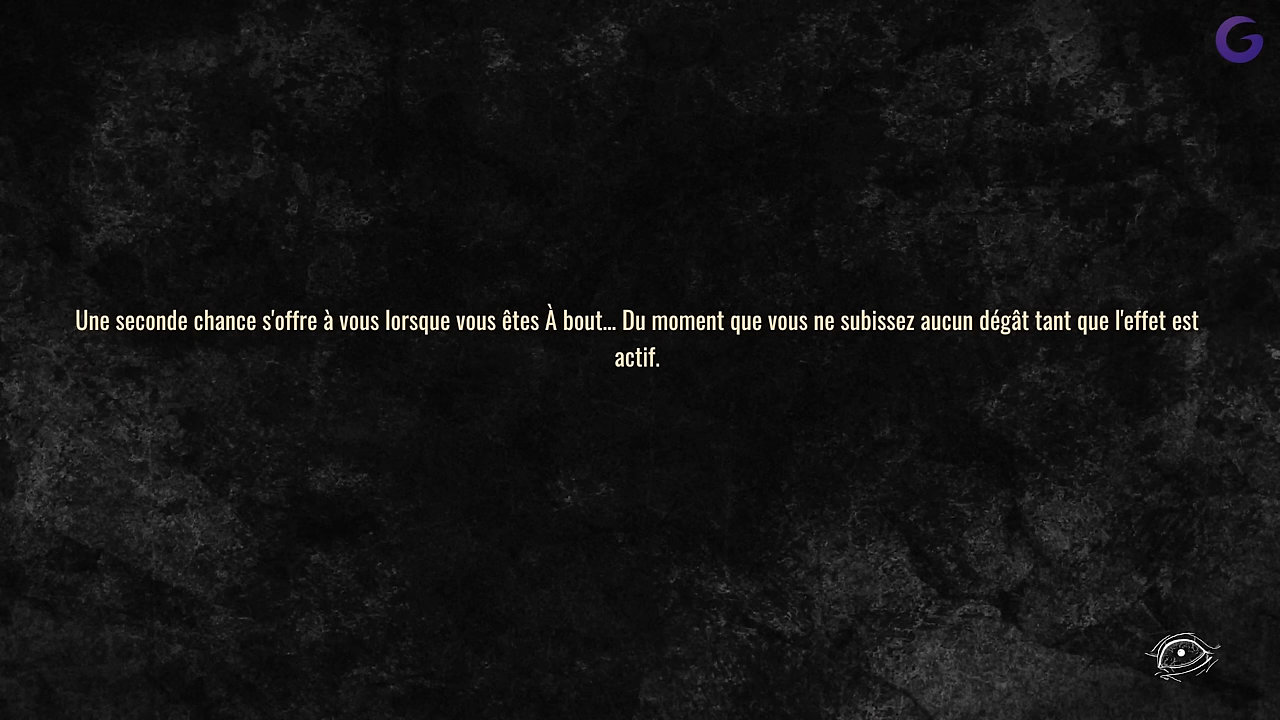 Une seconde chance s'offre à vous lorsque vous êtes À bout... Du moment que vous ne subissez aucun dégât tant que l'effet est
actif.